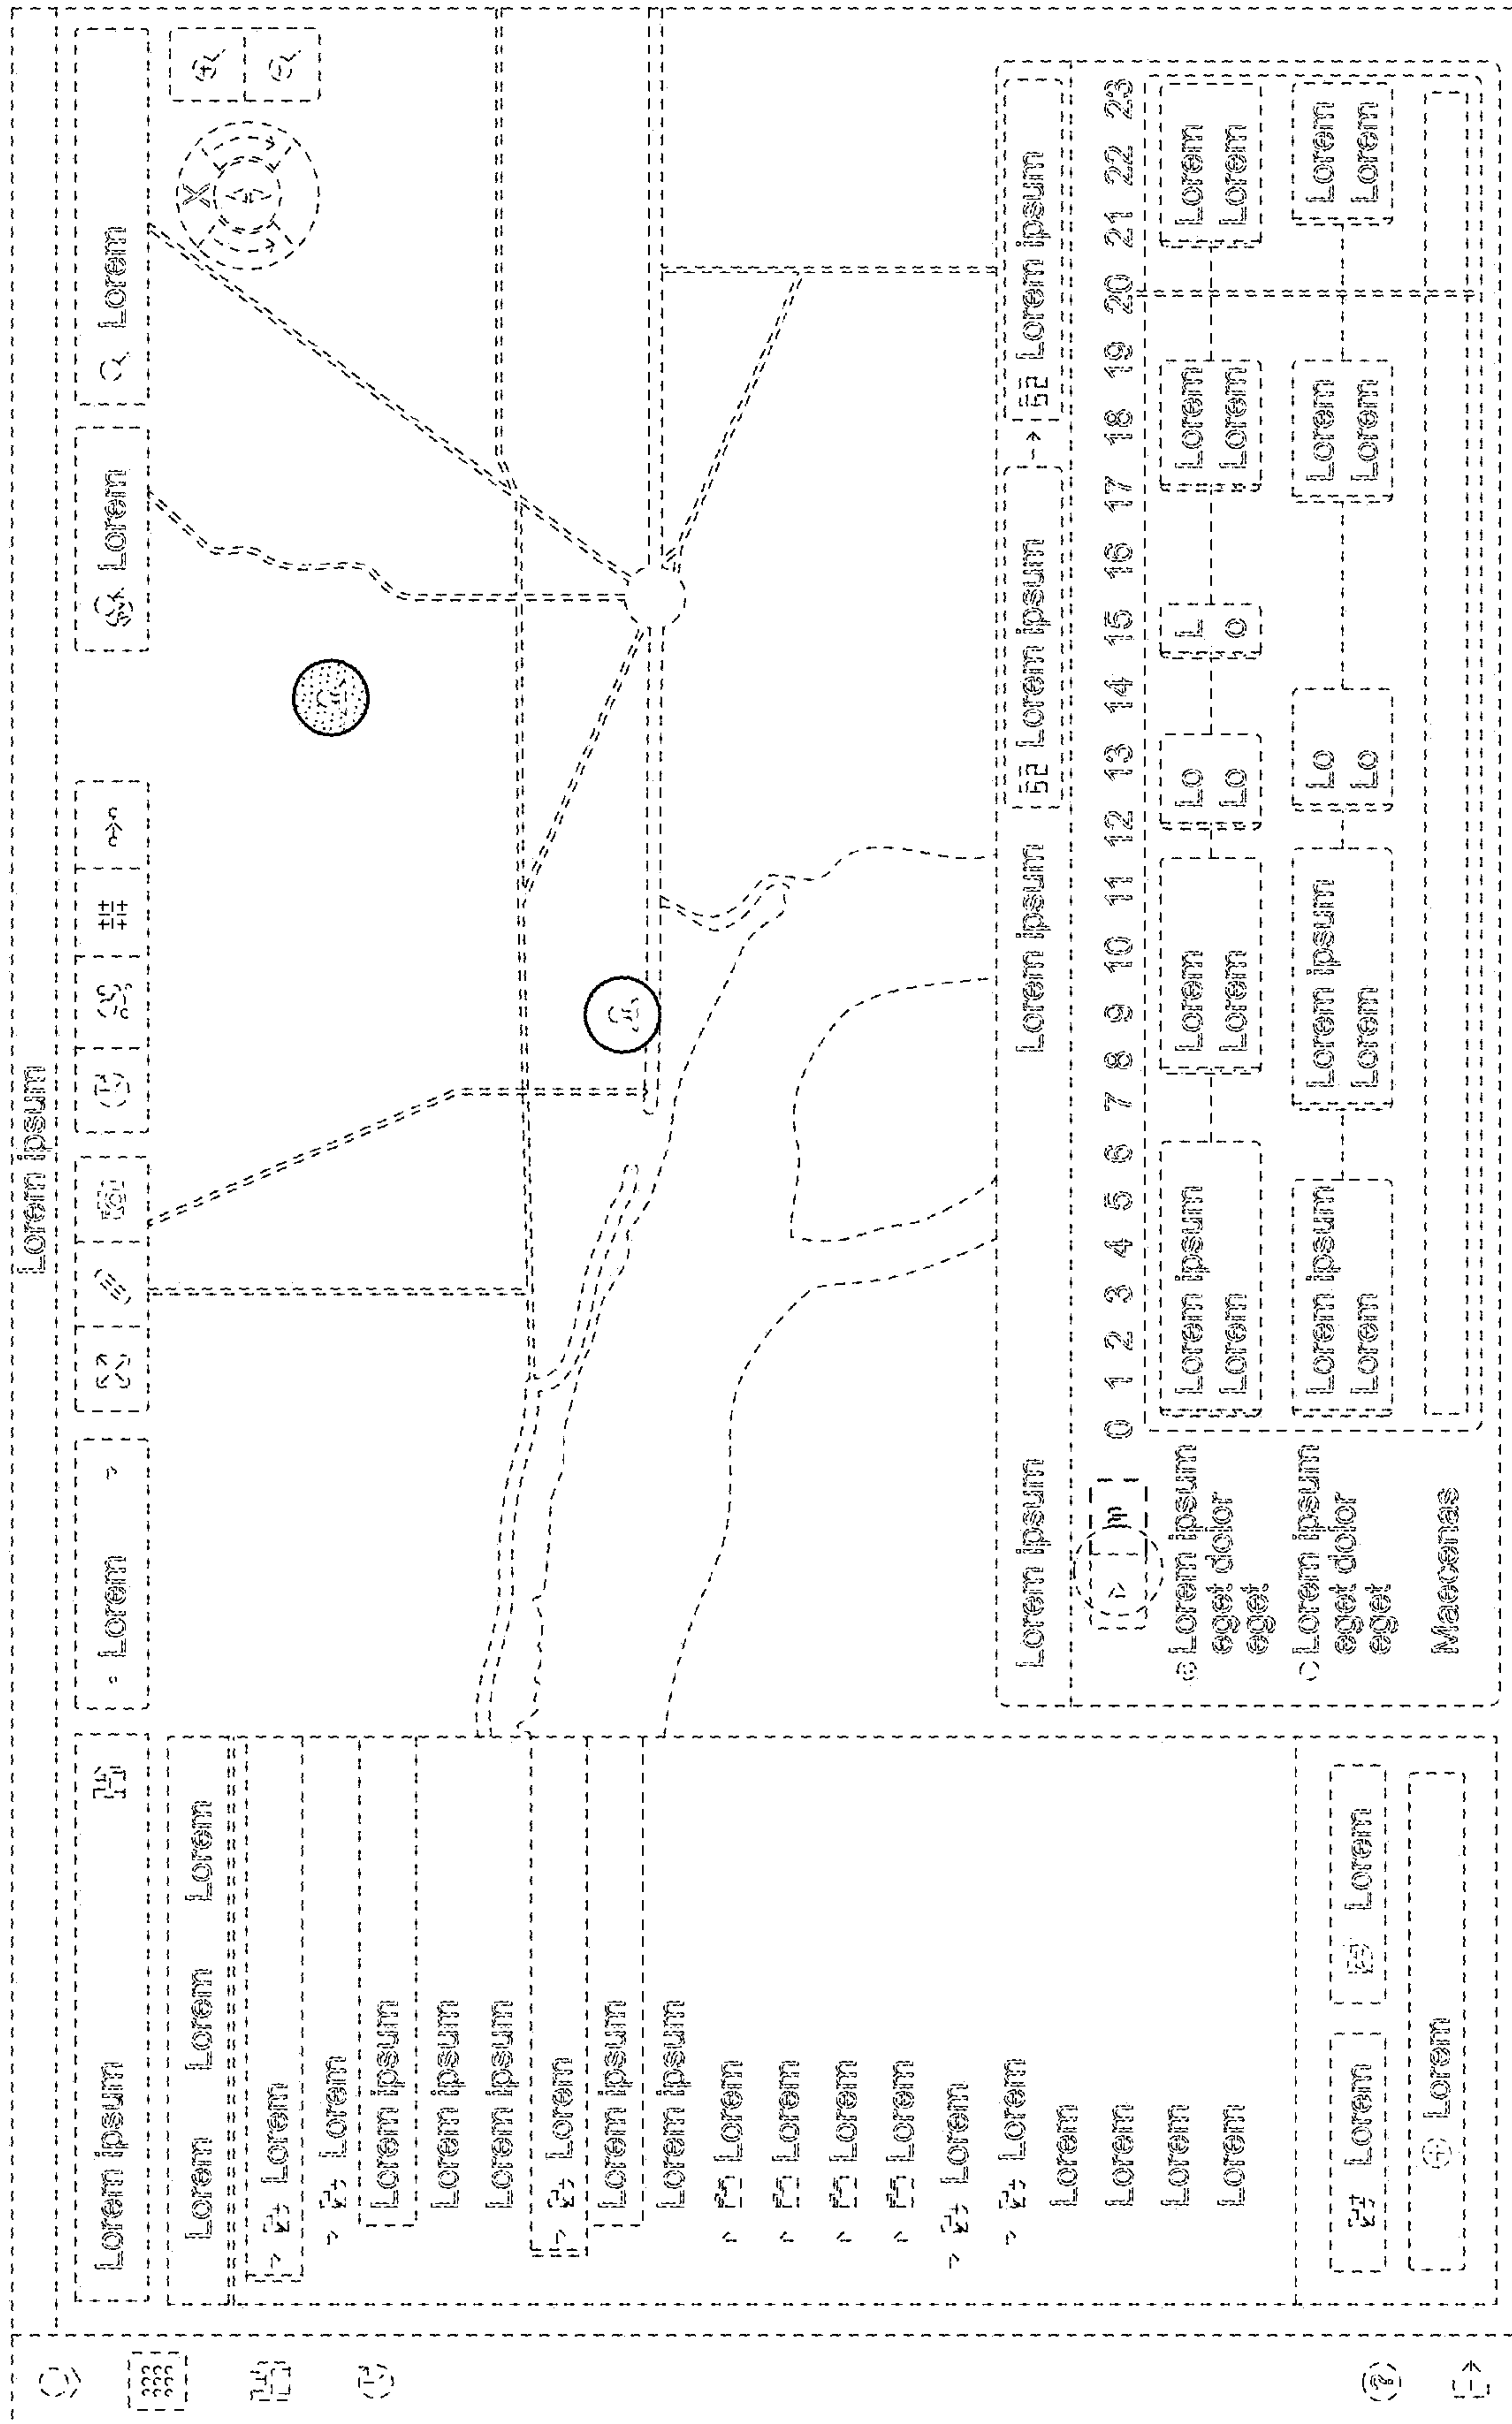 Lorem ipsum
Lorem ipsum
Lorem
Lorem
Lorem
Lorem Lorem Lorem
Lorem
Lorem
Lorem ipsum
Lorem ipsum
Lorem ipsum
Lorem
Lorem ipsum
Lorem ipsum
Lorem
Lorem
Lorem
Lorem
Lorem
Lorem
Lorem
Lorem
Lorem
Lorem
Lorem Lorem
Lorem
X
N
Lorem ipsum Lorem ipsum Lorem ipsum Lorem ipsum
0 1 2 3 4 5 6 7 8 9 10 11 12 13 14 15 16 17 18 19 20 21 22 23
Lorem ipsum
eget dolor
eget
Lorem ipsum Lorem Lo L Lorem Lorem
Lorem Lorem Lo o Lorem Lorem
Lorem ipsum
eget dolor
eget
Lorem ipsum Lorem ipsum Lo Lorem Lorem
Lorem Lorem Lo Lorem Lorem
Maecenas
?